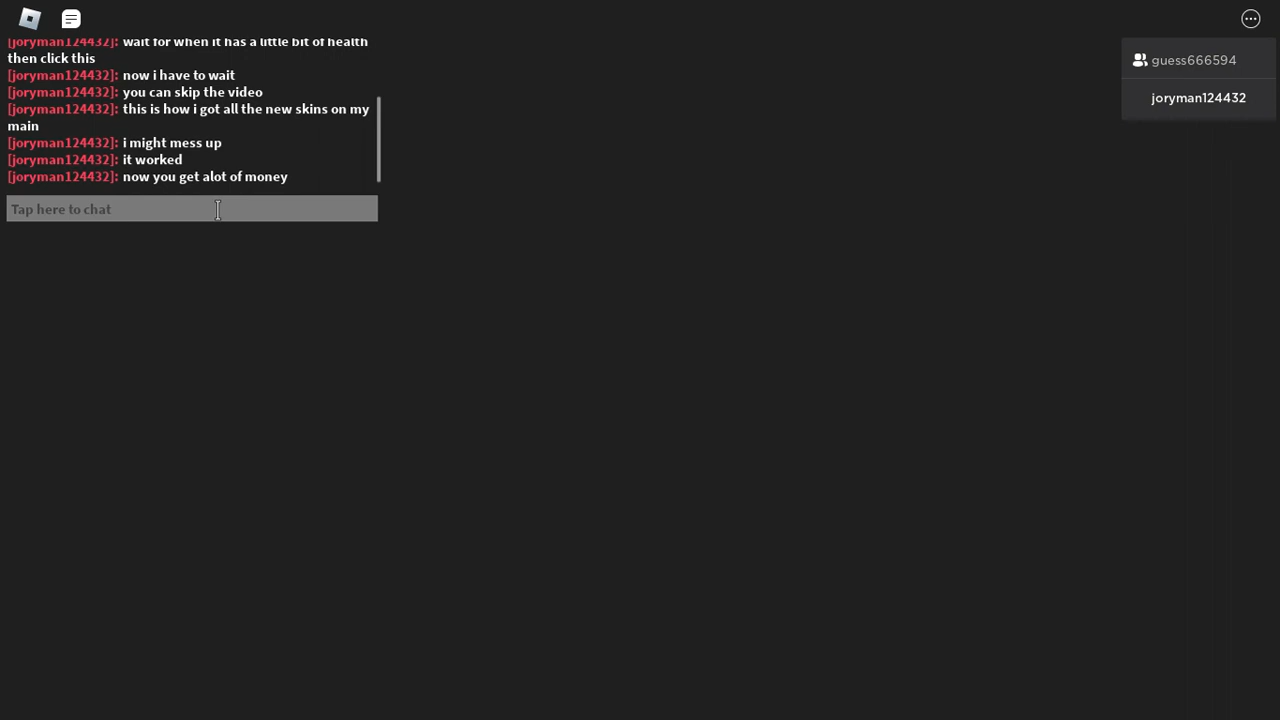 [joryman124432]: wait for when it has a little bit of health
then click this
[joryman124432]: now i have to wait
[joryman124432]: you can skip the video
[joryman124432]: this is how i got all the new skins on my
main
[joryman124432]: i might mess up
[joryman124432]: it worked
[joryman124432]: now you get alot of money
Tap here to chat
guess666594
joryman124432